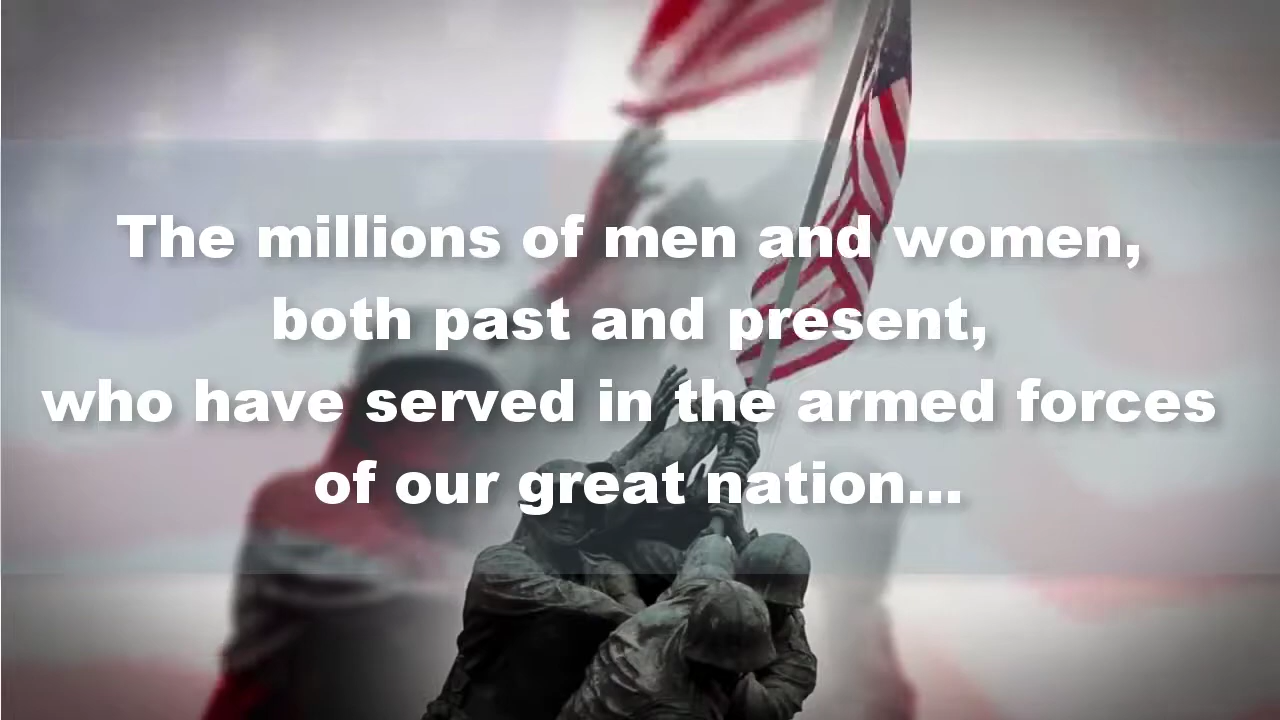 The millions of men and women,
both past and present,
who have served in the armed forces
of our great nation...